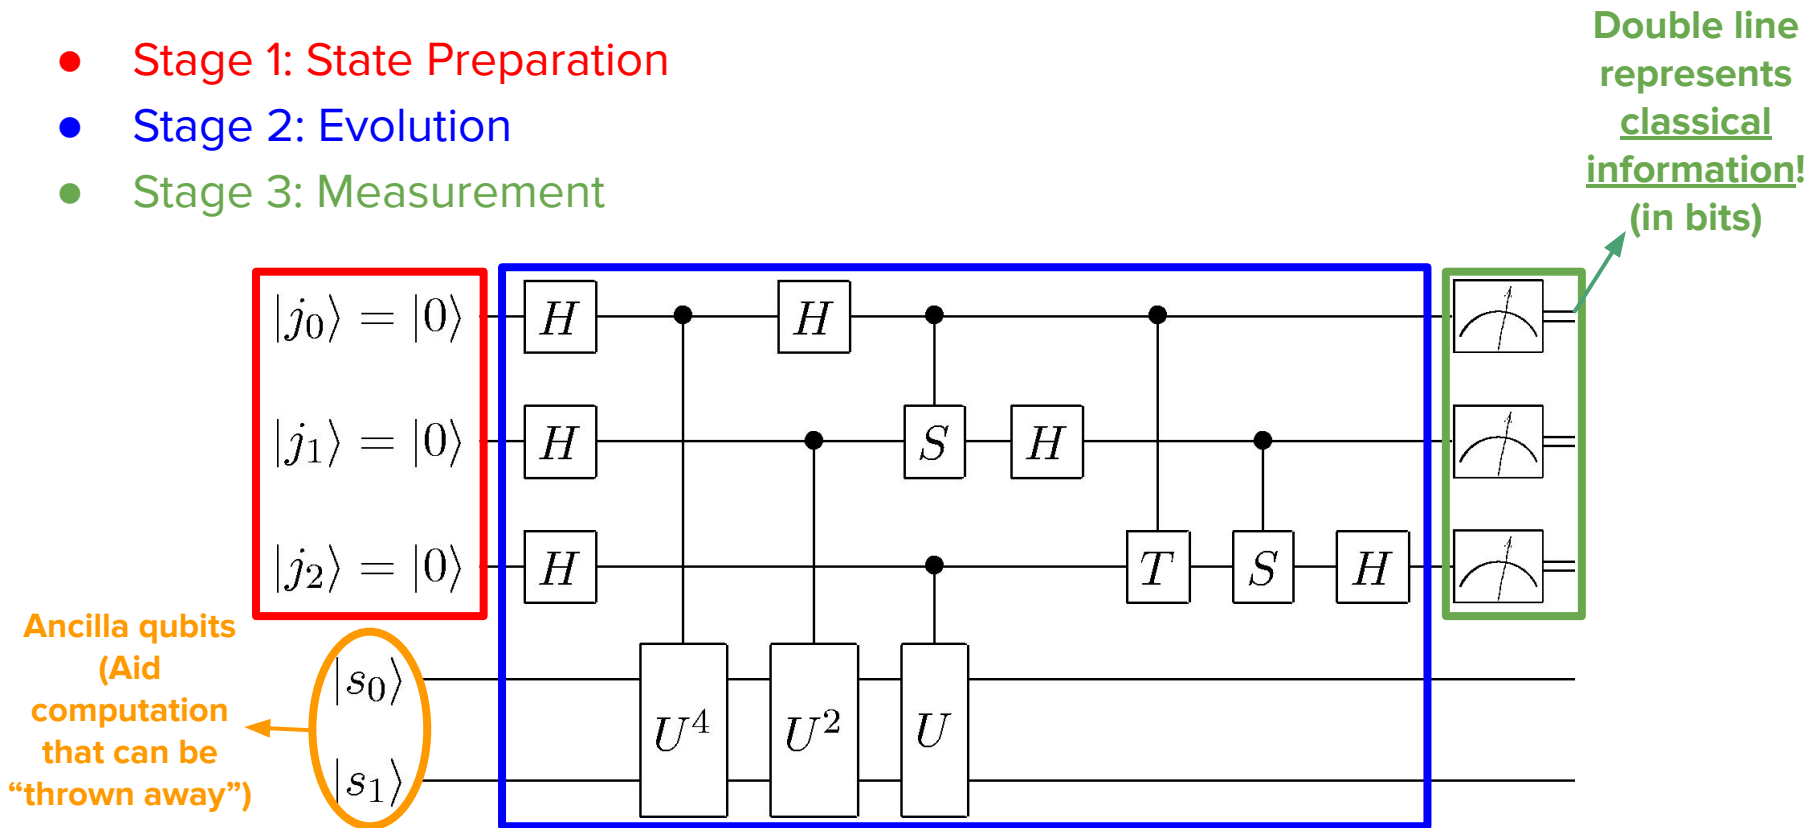 ● Stage 1: State Preparation
● Stage 2: Evolution
● Stage 3: Measurement
Double line
represents
classical
information!
(in bits)
|j₀⟩ = |0⟩ H H
|j₁⟩ = |0⟩ H S H
|j₂⟩ = |0⟩ H T S H
Ancilla qubits
(Aid
computation
that can be
“thrown away”)
|s₀⟩
U⁴ U² U
|s₁⟩